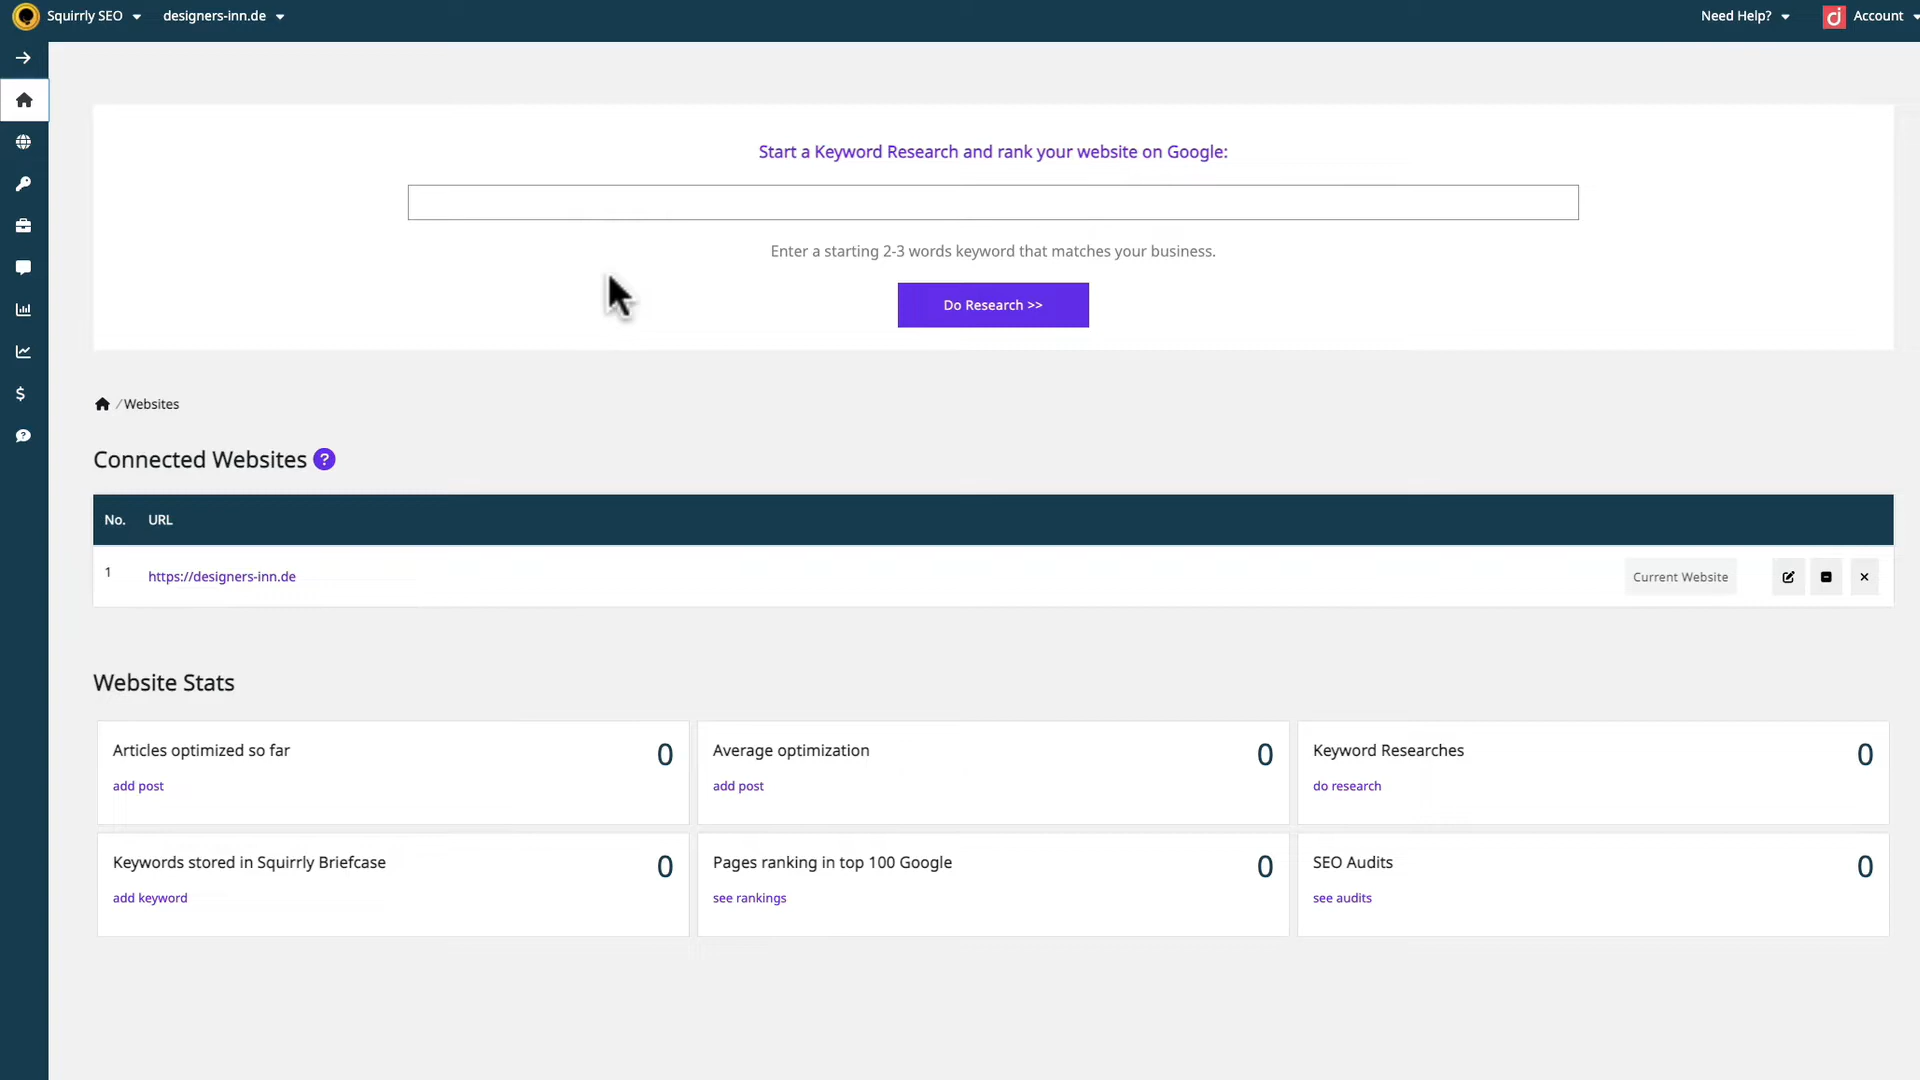 Squirrly SEO
designers-inn.de
Need Help?
Account
Start a Keyword Research and rank your website on Google:
Enter a starting 2-3 words keyword that matches your business.
Do Research >>
/Websites
Connected Websites ?
No. URL
1 https://designers-inn.de Current Website
Website Stats
Articles optimized so far 0
add post
Average optimization 0
add post
Keyword Researches 0
do research
Keywords stored in Squirrly Briefcase 0
add keyword
Pages ranking in top 100 Google 0
see rankings
SEO Audits 0
see audits